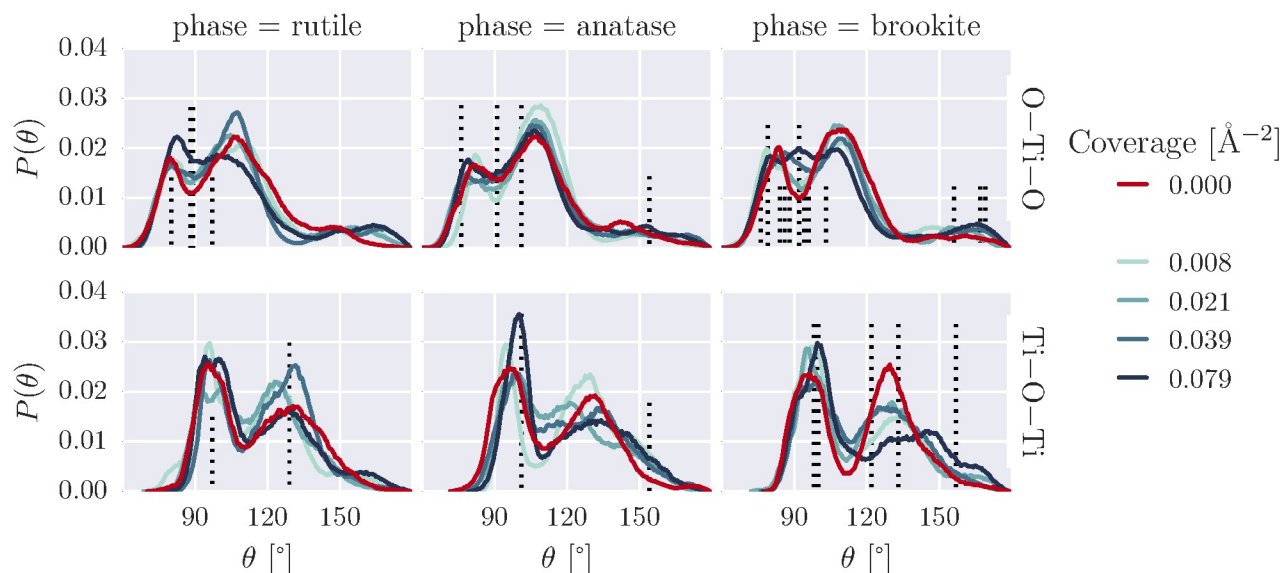 phase = rutile
phase = anatase
phase = brookite
0.04
0.03
0.02
0.01
0.00
P(θ)
O−Ti−O
0.04
0.03
0.02
0.01
0.00
P(θ)
Ti−O−Ti
90 120 150
90 120 150
90 120 150
θ [°]
θ [°]
θ [°]
Coverage [Å⁻²]
0.000
0.008
0.021
0.039
0.079